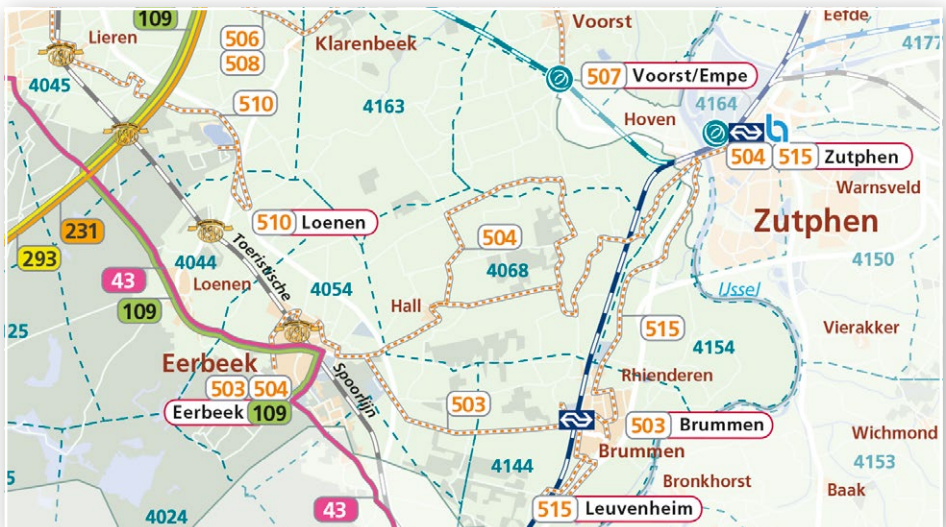 109
Lieren
506
508
Klarenbeek
Voorst
Eefde
4177
4045
510
4163
507 Voorst/Empe
4164
Hoven
504 515 Zutphen
Warnsveld
510 Loenen
Zutphen
231
293
504
4044
Toeristische
4068
4150
43
Loenen
4054
IJssel
109
Hall
515
25
Vierakker
Eerbeek
4154
Spoorlijn
Rhienderen
503 504
Eerbeek 109
503
503 Brummen
Wichmond
Brummen
4153
4144
Bronkhorst
Baak
5
43
515 Leuvenheim
4024